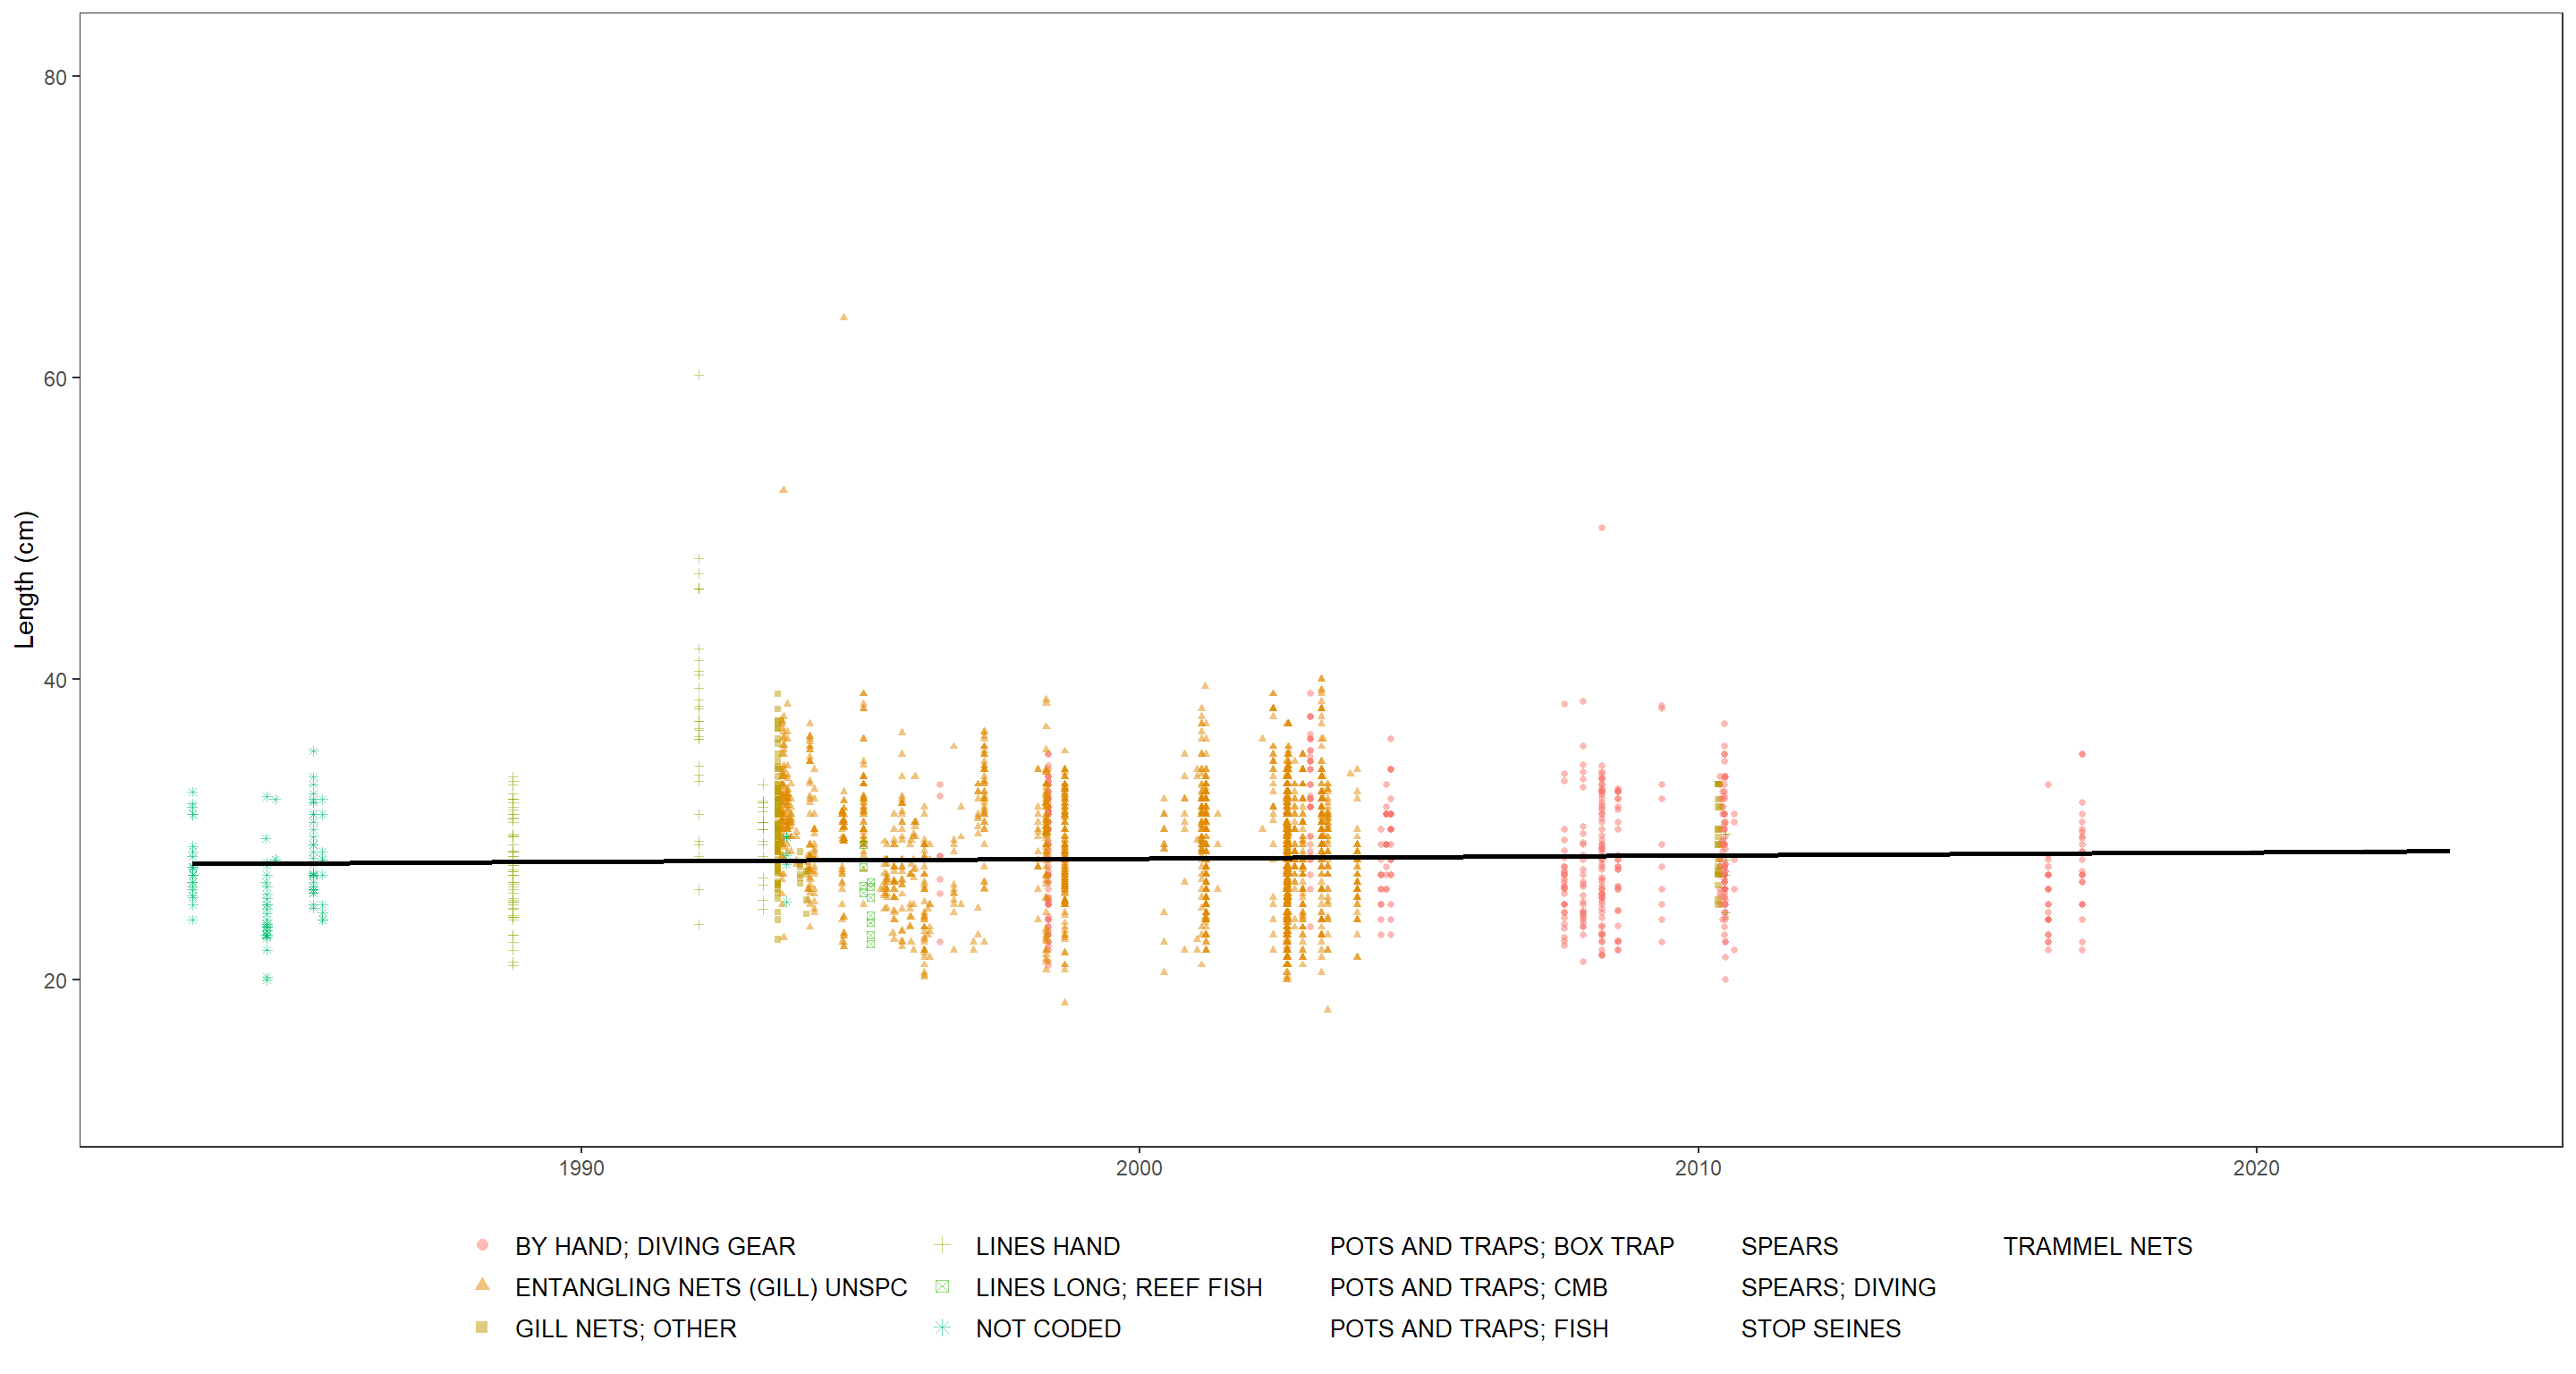 80
60
40
20
Length (cm)
1990 2000 2010 2020
BY HAND; DIVING GEAR LINES HAND POTS AND TRAPS; BOX TRAP SPEARS TRAMMEL NETS
ENTANGLING NETS (GILL) UNSPC LINES LONG; REEF FISH POTS AND TRAPS; CMB SPEARS; DIVING
GILL NETS; OTHER NOT CODED POTS AND TRAPS; FISH STOP SEINES